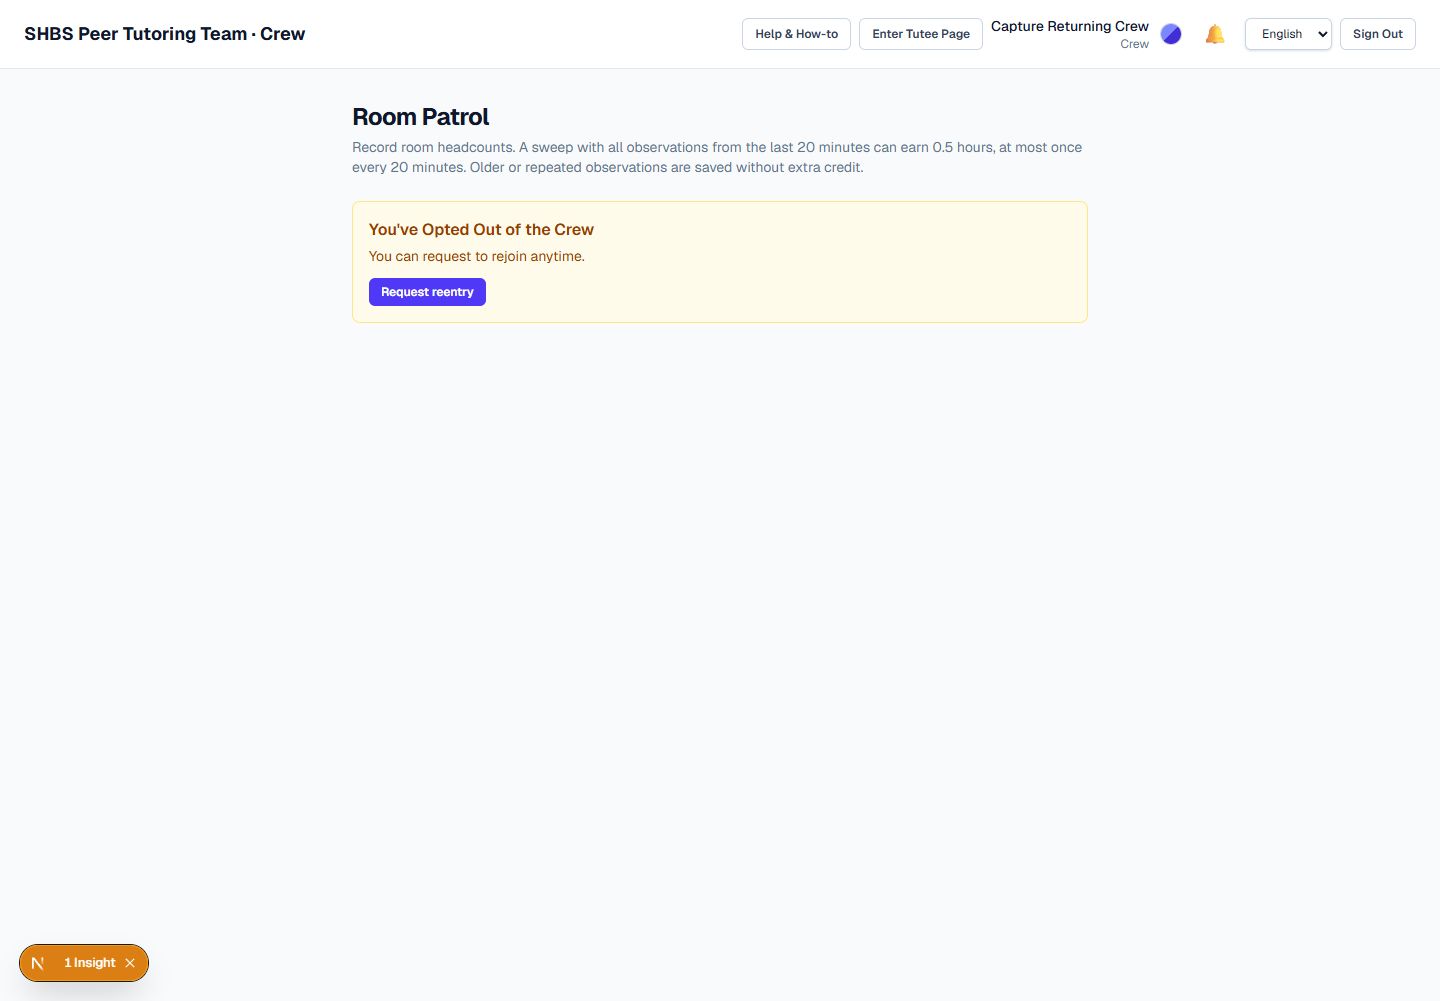 SHBS Peer Tutoring Team · Crew
Help & How-to
Enter Tutee Page
Capture Returning Crew
Crew
English
Sign Out
Room Patrol
Record room headcounts. A sweep with all observations from the last 20 minutes can earn 0.5 hours, at most once
every 20 minutes. Older or repeated observations are saved without extra credit.
You've Opted Out of the Crew
You can request to rejoin anytime.
Request reentry
1 Insight